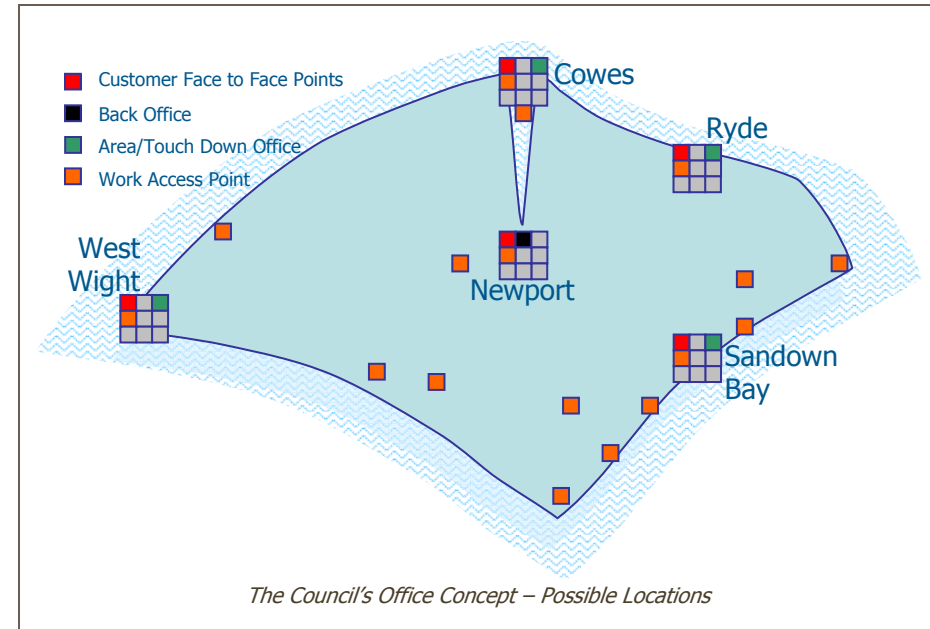 Customer Face to Face Points
Back Office
Area/Touch Down Office
Work Access Point
Cowes
Ryde
West
Wight
Newport
Sandown
Bay
The Council's Office Concept – Possible Locations